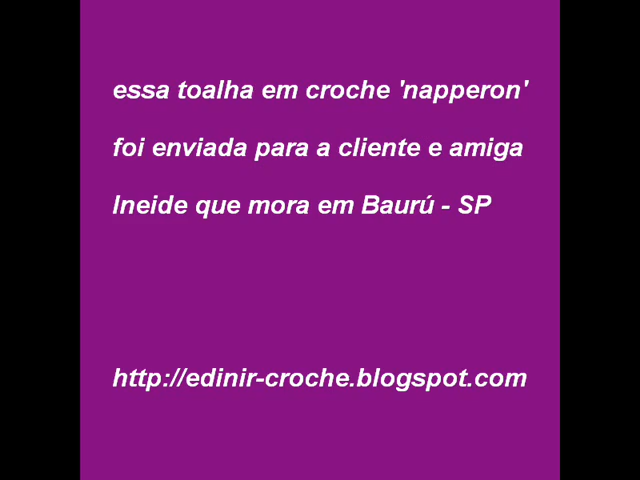 essa toalha em croche 'napperon'
foi enviada para a cliente e amiga
Ineide que mora em Baurú - SP
http://edinir-croche.blogspot.com